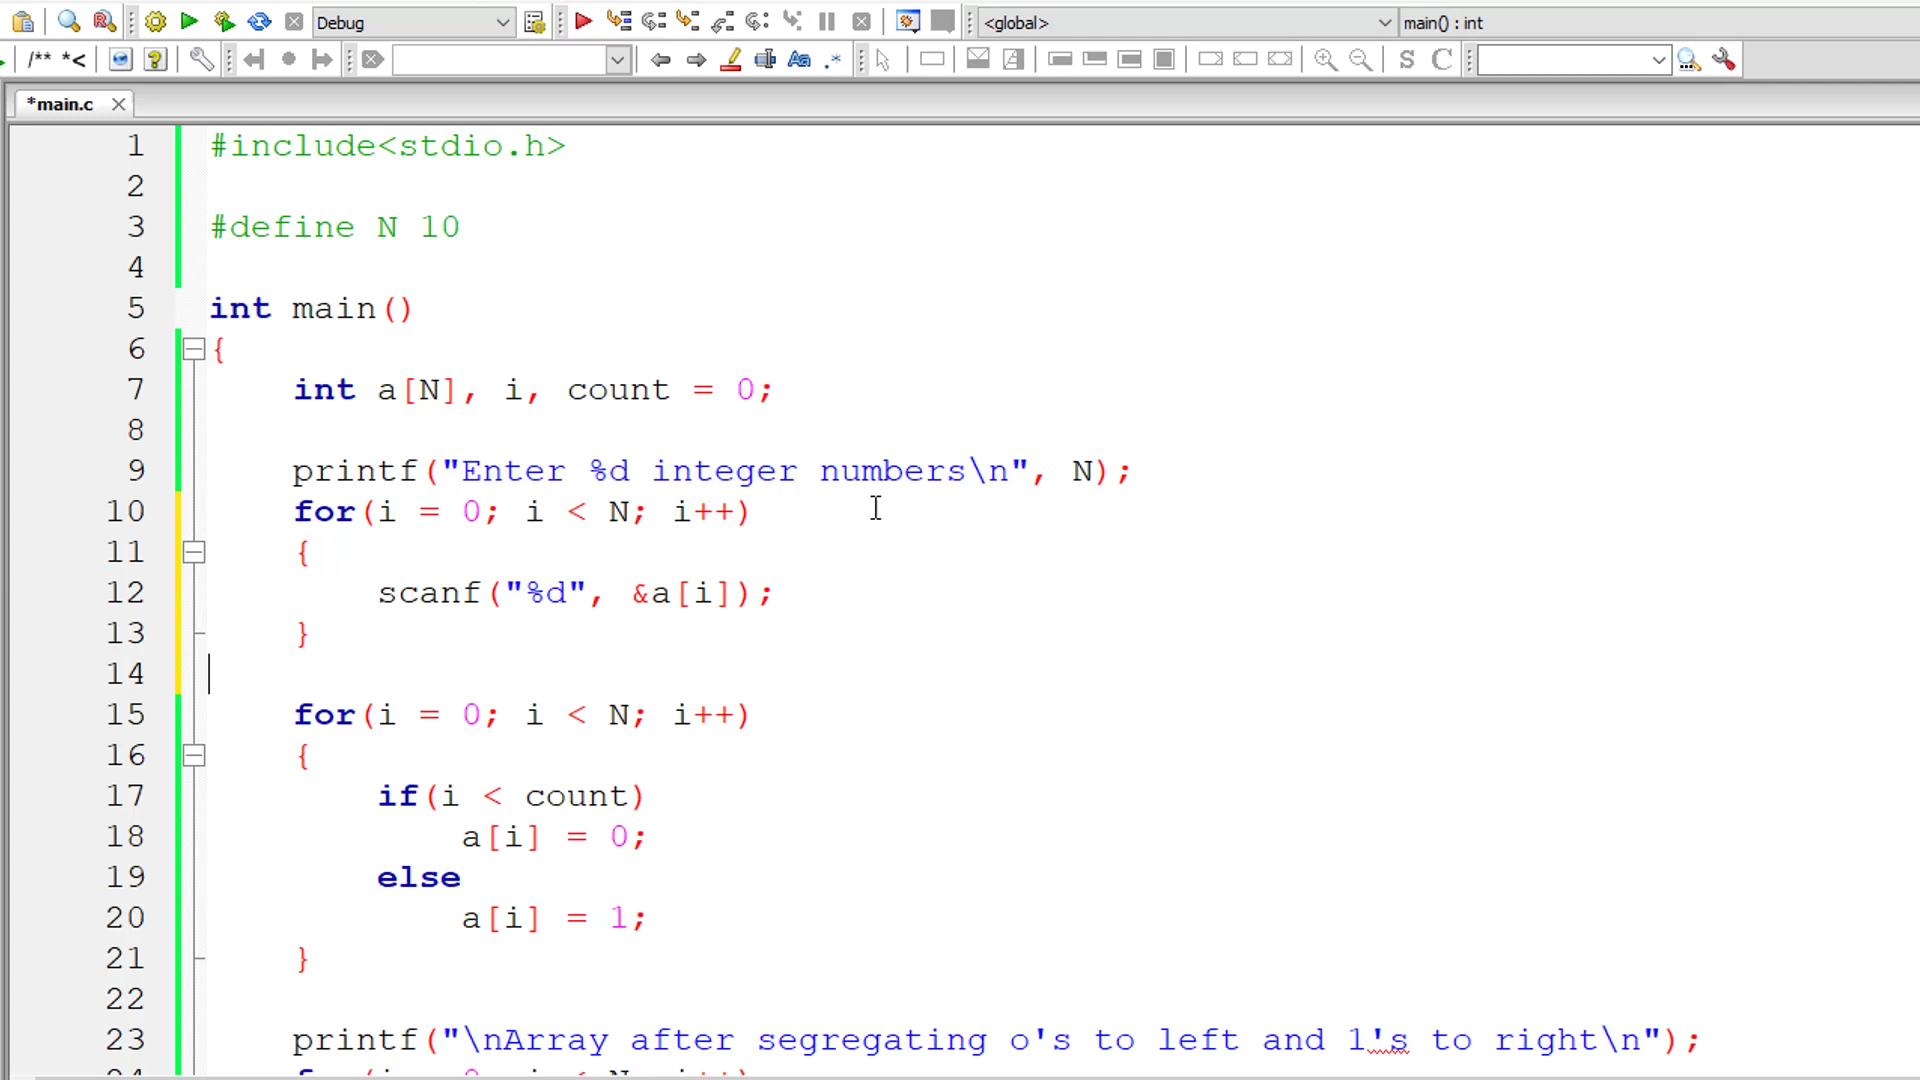 Debug
<global>
main() : int
/** *<
Aa
.*
S C
*main.c
1 #include<stdio.h>
2
3 #define N 10
4
5 int main()
6 {
7 int a[N], i, count = 0;
8
9 printf("Enter %d integer numbers\n", N);
10 for(i = 0; i < N; i++)
11 {
12 scanf("%d", &a[i]);
13 }
14
15 for(i = 0; i < N; i++)
16 {
17 if(i < count)
18 a[i] = 0;
19 else
20 a[i] = 1;
21 }
22
23 printf("\nArray after segregating o's to left and 1's to right\n");